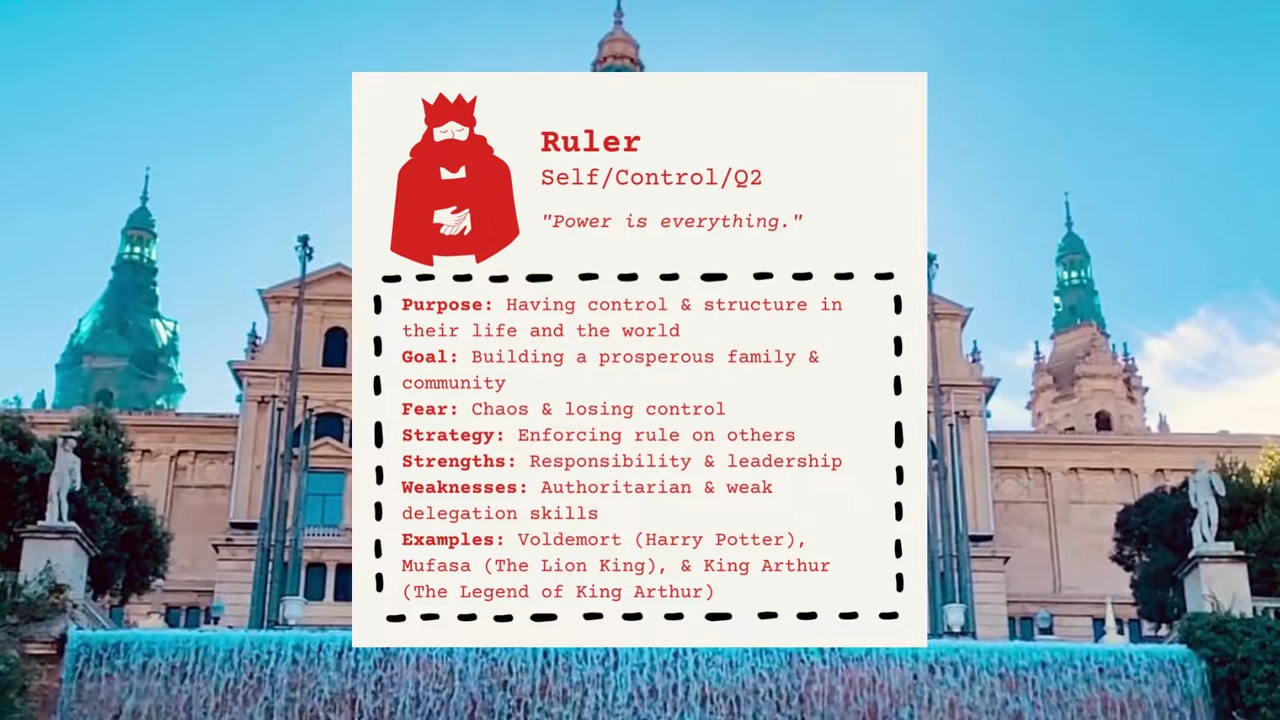 Ruler
Self/Control/Q2
"Power is everything."
Purpose: Having control & structure in
their life and the world
Goal: Building a prosperous family &
community
Fear: Chaos & losing control
Strategy: Enforcing rule on others
Strengths: Responsibility & leadership
Weaknesses: Authoritarian & weak
delegation skills
Examples: Voldemort (Harry Potter),
Mufasa (The Lion King), & King Arthur
(The Legend of King Arthur)